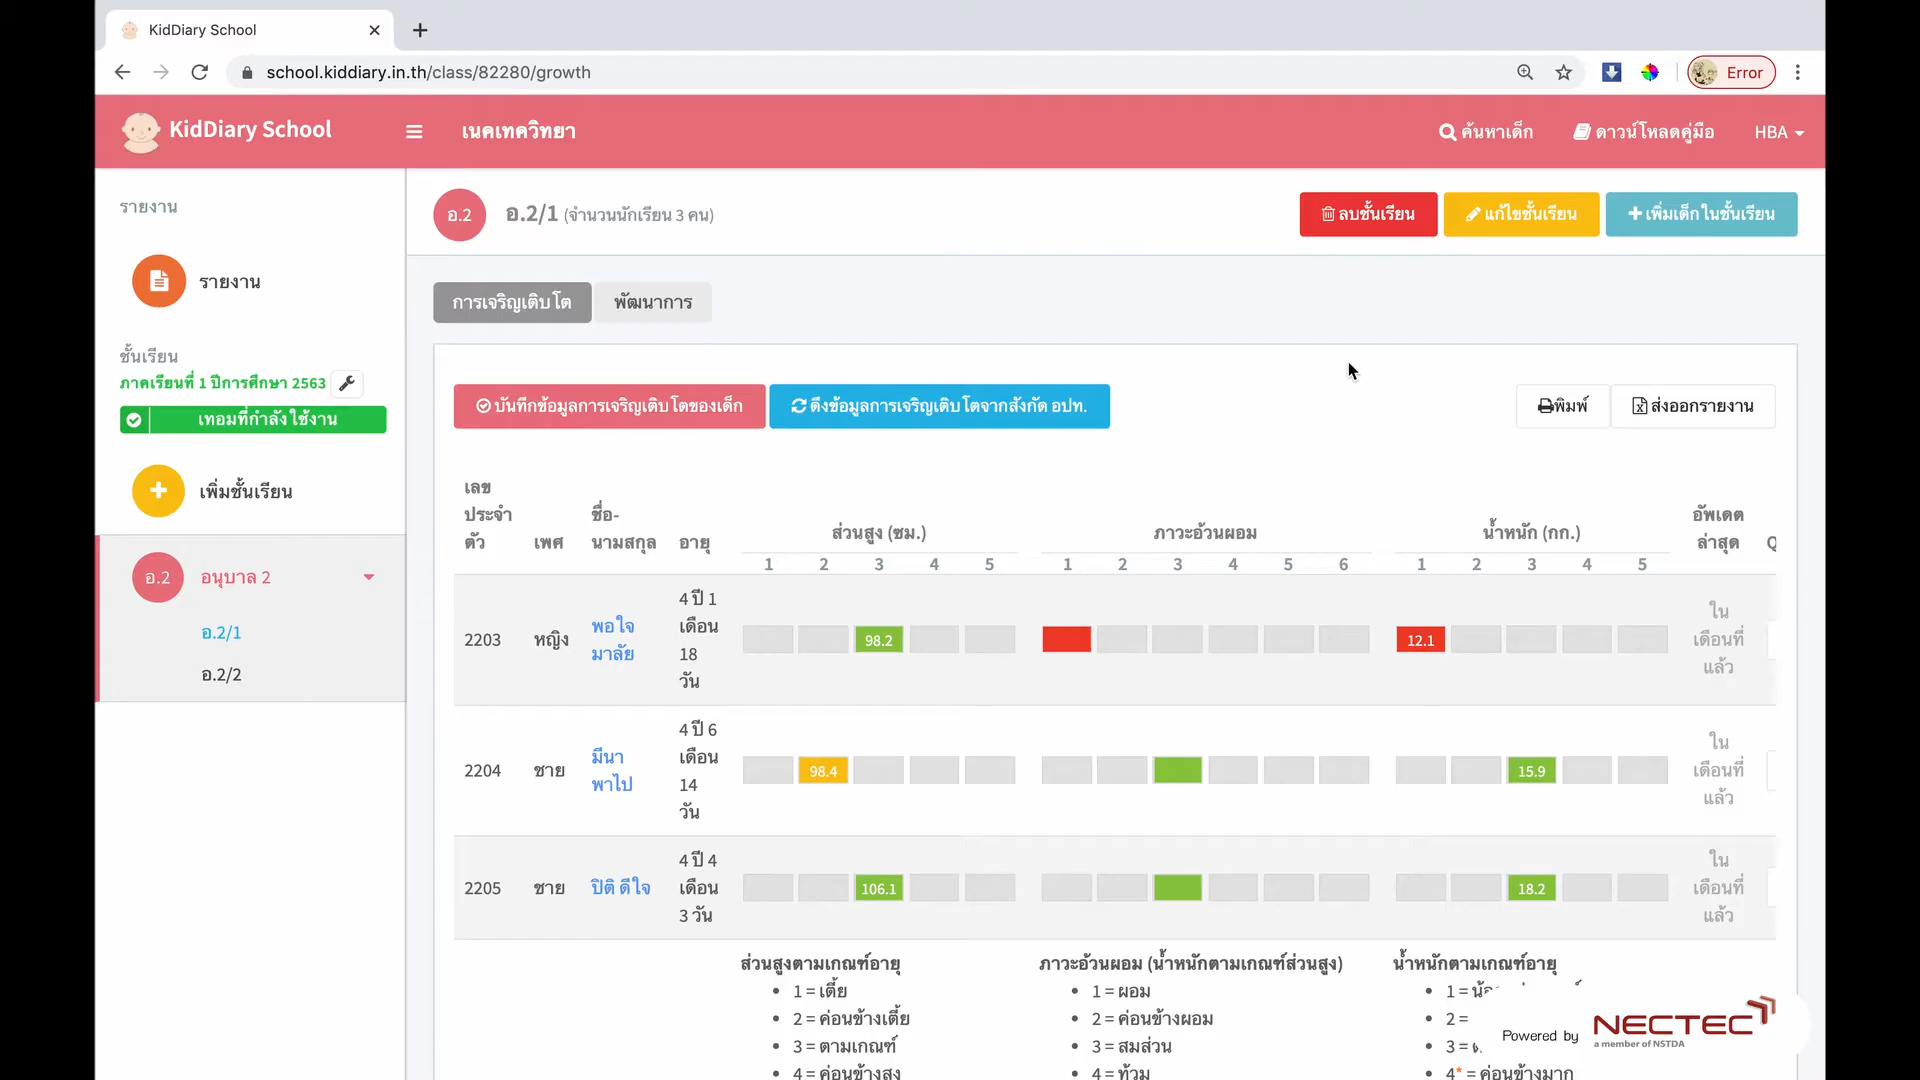 KidDiary School
school.kiddiary.in.th/class/82280/growth
Error
KidDiary School
เนคเทควิทยา
ค้นหาเด็ก
ดาวน์โหลดคู่มือ
HBA
รายงาน
รายงาน
ชั้นเรียน
ภาคเรียนที่ 1 ปีการศึกษา 2563
เทอมที่กำลังใช้งาน
เพิ่มชั้นเรียน
อ.2 อนุบาล 2
อ.2/1
อ.2/2
อ.2 อ.2/1 (จำนวนนักเรียน 3 คน)
ลบชั้นเรียน
แก้ไขชั้นเรียน
เพิ่มเด็กในชั้นเรียน
การเจริญเติบโต
พัฒนาการ
บันทึกข้อมูลการเจริญเติบโตของเด็ก
ดึงข้อมูลการเจริญเติบโตจากสังกัด อปท.
พิมพ์
ส่งออกรายงาน
เลข
ประจำ
ตัว
เพศ
ชื่อ-
นามสกุล
อายุ
ส่วนสูง (ซม.)
1 2 3 4 5
ภาวะอ้วนผอม
1 2 3 4 5 6
น้ำหนัก (กก.)
1 2 3 4 5
อัพเดต
ล่าสุด
2203
หญิง
พอใจ
มาลัย
4 ปี 1
เดือน
18
วัน
98.2
12.1
ใน
เดือนที่
แล้ว
2204
ชาย
มีนา
พาไป
4 ปี 6
เดือน
14
วัน
98.4
15.9
ใน
เดือนที่
แล้ว
2205
ชาย
ปิติ ดีใจ
4 ปี 4
เดือน
3 วัน
106.1
18.2
ใน
เดือนที่
แล้ว
ส่วนสูงตามเกณฑ์อายุ
1 = เตี้ย
2 = ค่อนข้างเตี้ย
3 = ตามเกณฑ์
4 = ค่อนข้างสูง
ภาวะอ้วนผอม (น้ำหนักตามเกณฑ์ส่วนสูง)
1 = ผอม
2 = ค่อนข้างผอม
3 = สมส่วน
4 = ท้วม
น้ำหนักตามเกณฑ์อายุ
1 =
2 =
3 =
4* = ค่อนข้างมาก
Powered by NECTEC
a member of NSTDA